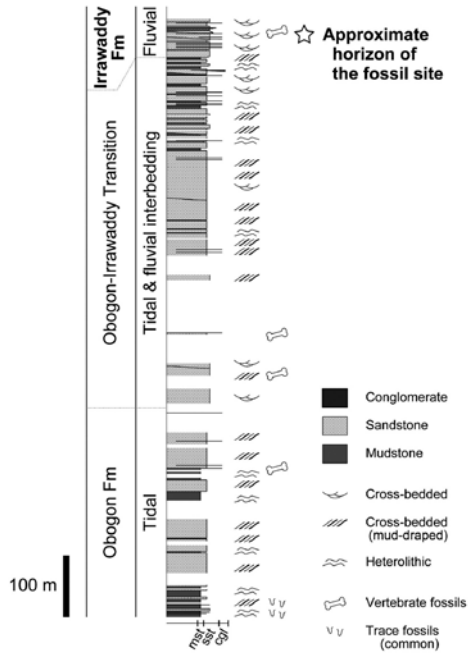 Irrawaddy
Fm
Fluvial
Approximate
horizon of
the fossil site
Obogon-Irrawaddy Transition
Tidal & fluvial interbedding
Obogon Fm
Tidal
100 m
mst
sst
cgl
Conglomerate
Sandstone
Mudstone
Cross-bedded
Cross-bedded
(mud-draped)
Heterolithic
Vertebrate fossils
Trace fossils
(common)